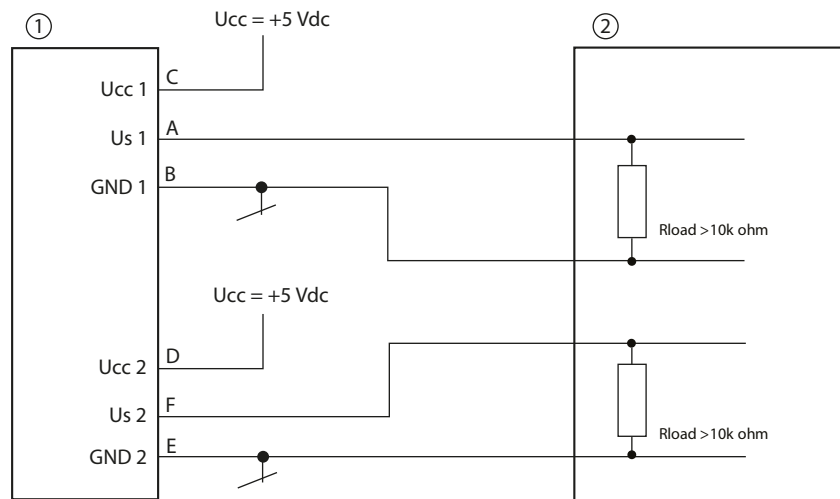 ①
Ucc = +5 Vdc
②
Ucc 1
C
Us 1
A
GND 1
B
Rload >10k ohm
Ucc = +5 Vdc
Ucc 2
D
Us 2
F
Rload >10k ohm
GND 2
E